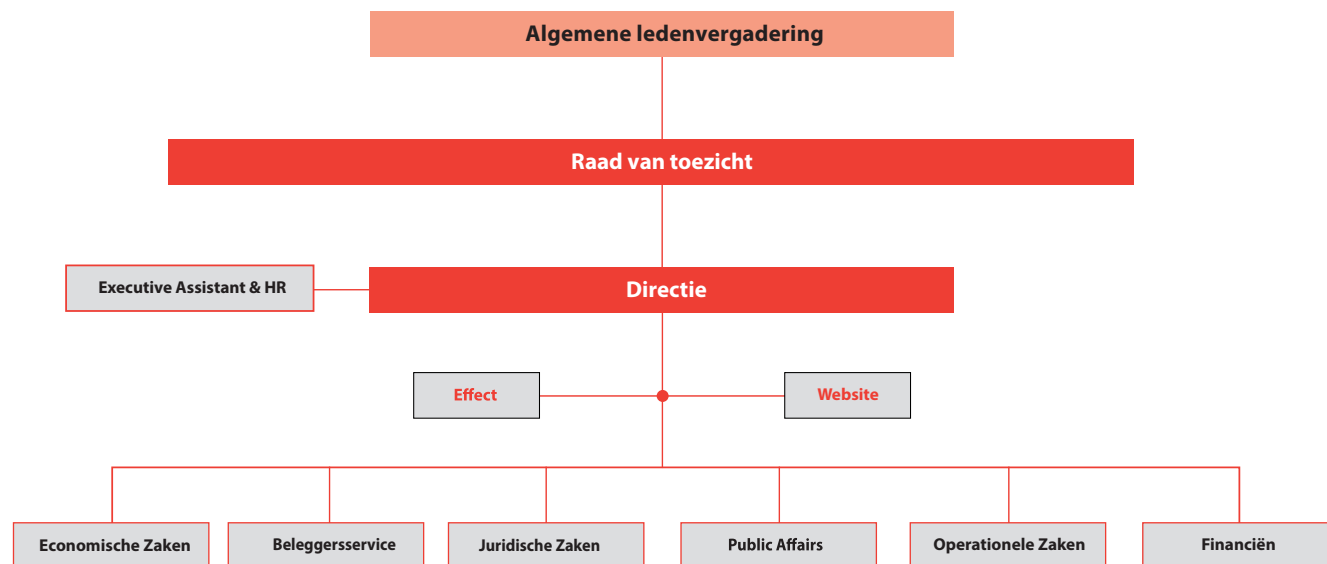 Algemene ledenvergadering
Raad van toezicht
Executive Assistant & HR
Directie
Effect
Website
Economische Zaken
Beleggersservice
Juridische Zaken
Public Affairs
Operationele Zaken
Financiën